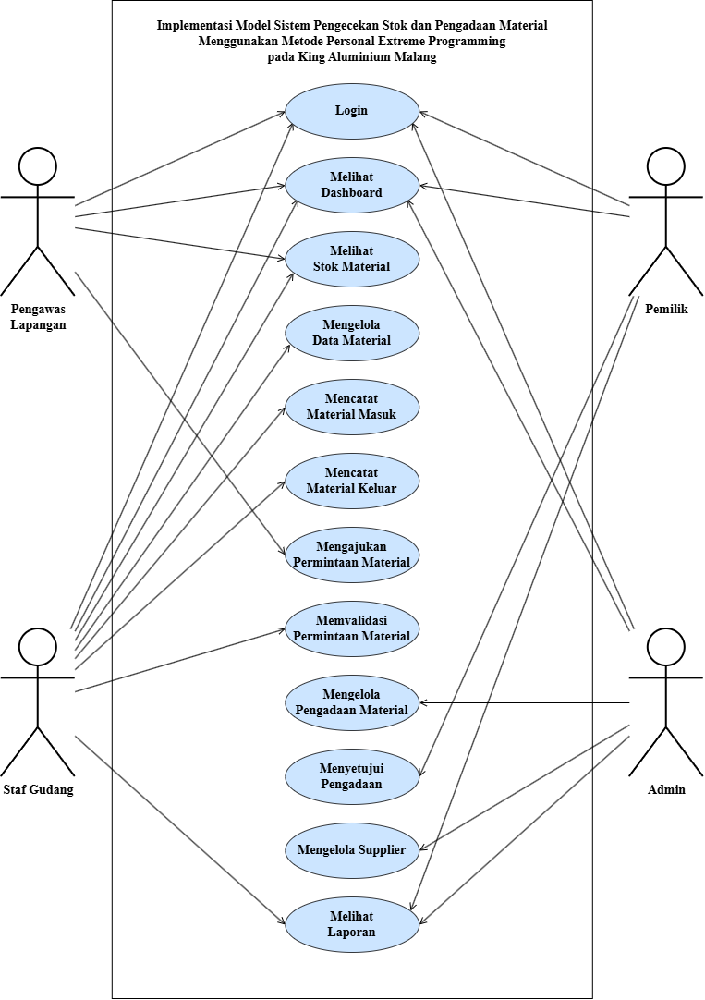 Implementasi Model Sistem Pengecekan Stok dan Pengadaan Material
Menggunakan Metode Personal Extreme Programming
pada King Aluminium Malang
Login
Melihat
Dashboard
Melihat
Stok Material
Pengawas
Lapangan
Pemilik
Mengelola
Data Material
Mencatat
Material Masuk
Mencatat
Material Keluar
Mengajukan
Permintaan Material
Memvalidasi
Permintaan Material
Mengelola
Pengadaan Material
Menyetujui
Pengadaan
Staf Gudang
Admin
Mengelola Supplier
Melihat
Laporan